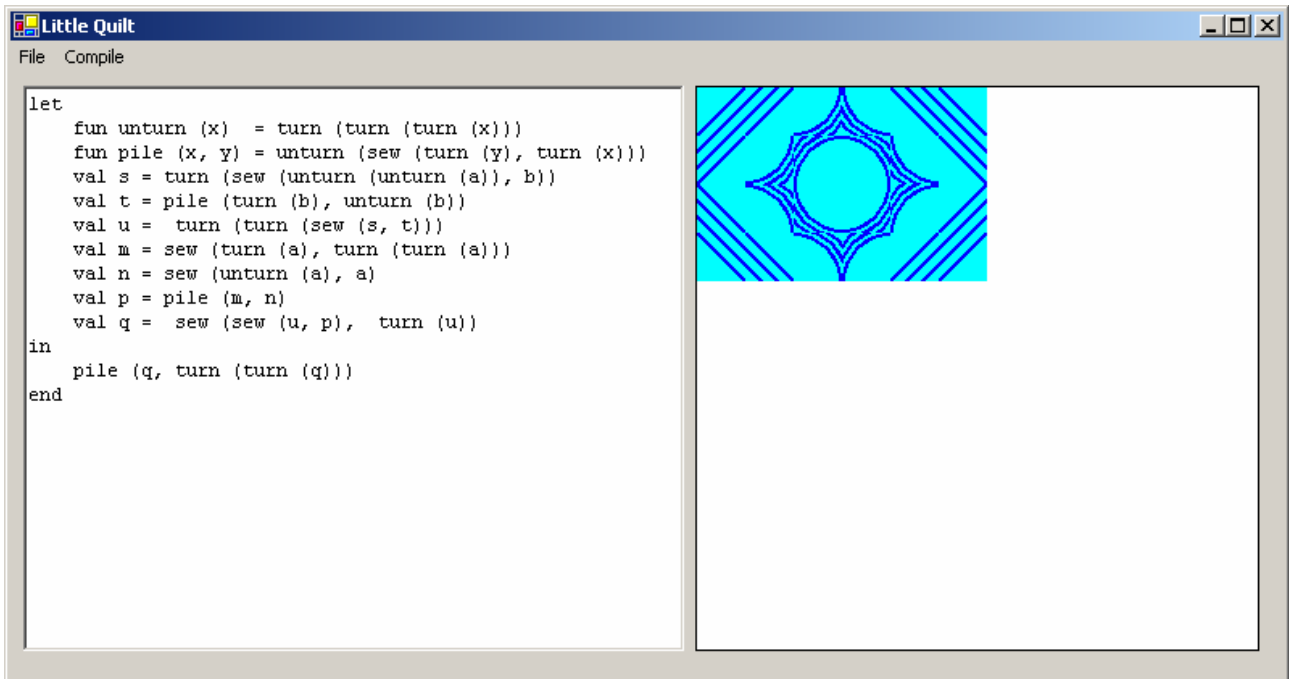 Little Quilt
File Compile
let
    fun unturn (x)  = turn (turn (turn (x)))
    fun pile (x, y) = unturn (sew (turn (y), turn (x)))
    val s = turn (sew (unturn (unturn (a)), b))
    val t = pile (turn (b), unturn (b))
    val u =  turn (turn (sew (s, t)))
    val m = sew (turn (a), turn (turn (a)))
    val n = sew (unturn (a), a)
    val p = pile (m, n)
    val q =  sew (sew (u, p),  turn (u))
in
    pile (q, turn (turn (q)))
end